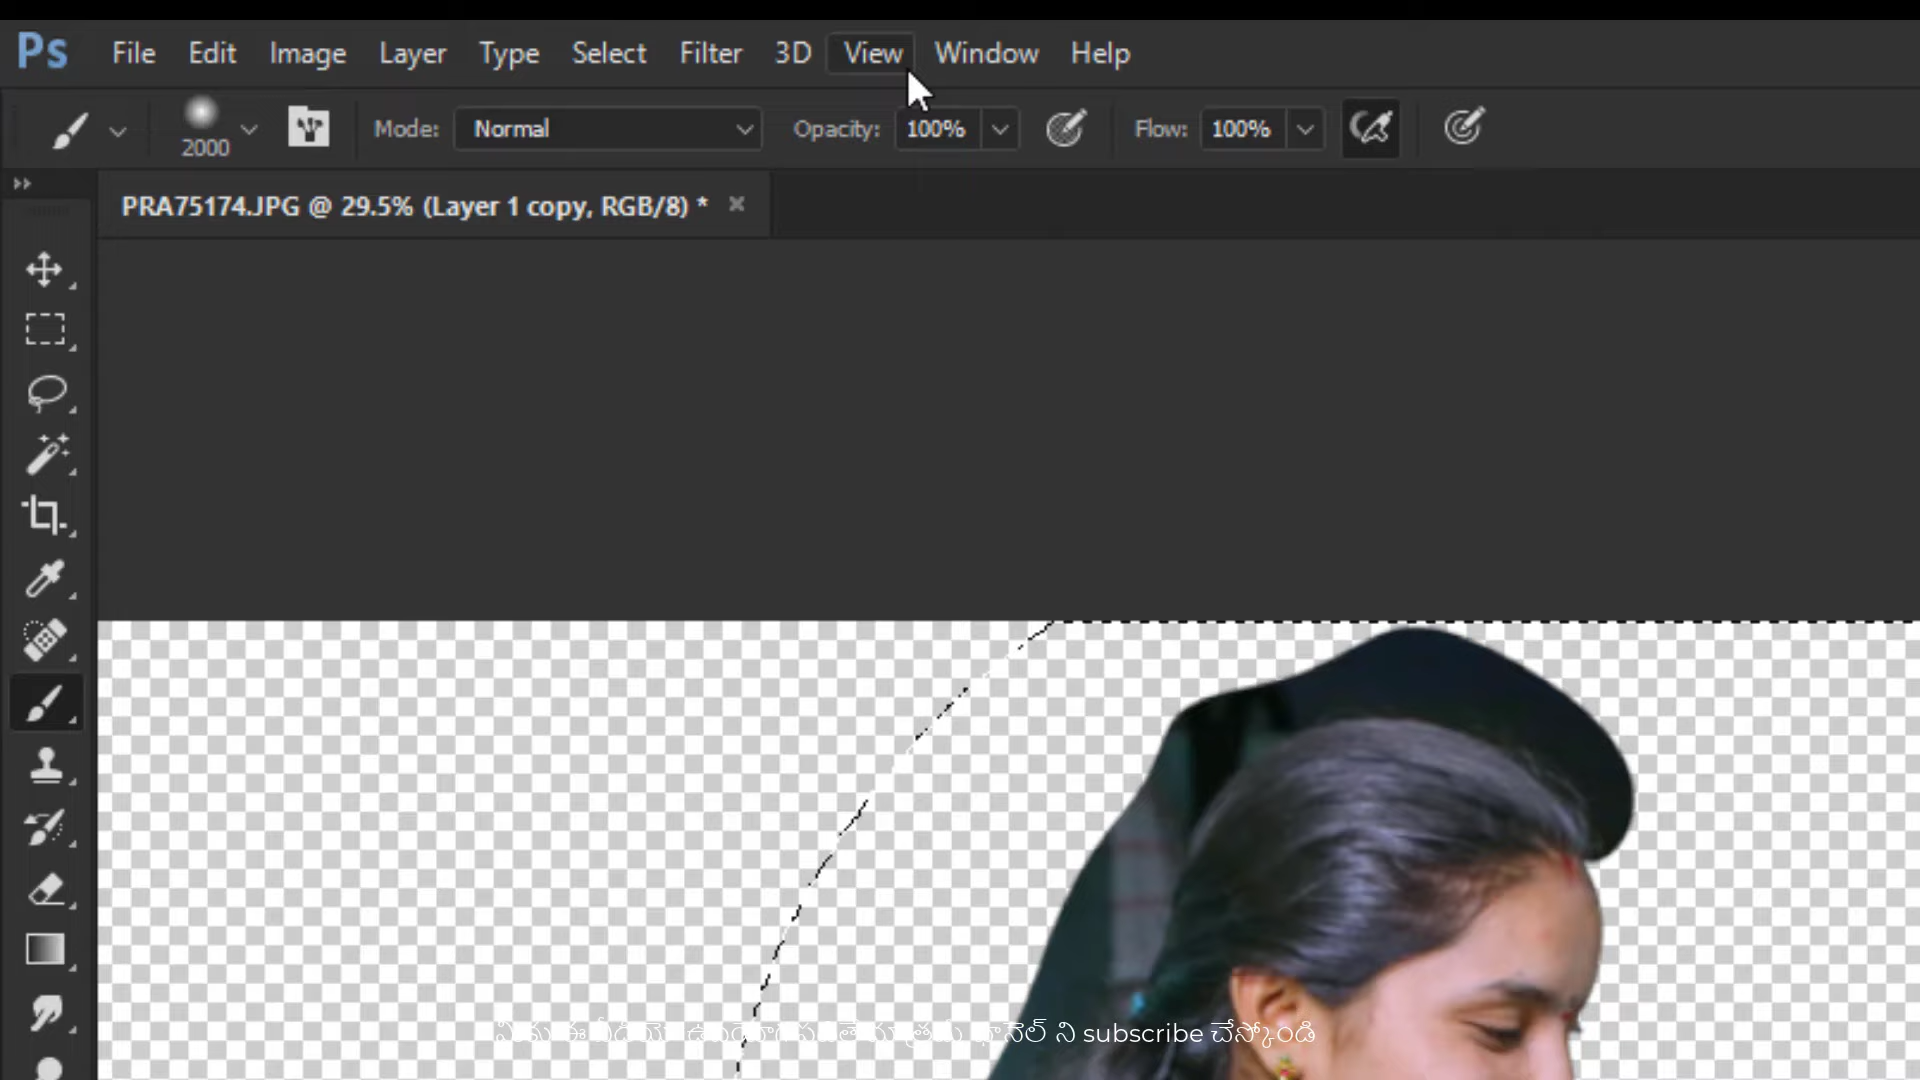 Ps File Edit Image Layer Type Select Filter 3D View Window Help
2000 Mode: Normal Opacity: 100% Flow: 100%
PRA75174.JPG @ 29.5% (Layer 1 copy, RGB/8) *
ఈ ని subscribe చేస్కోండి